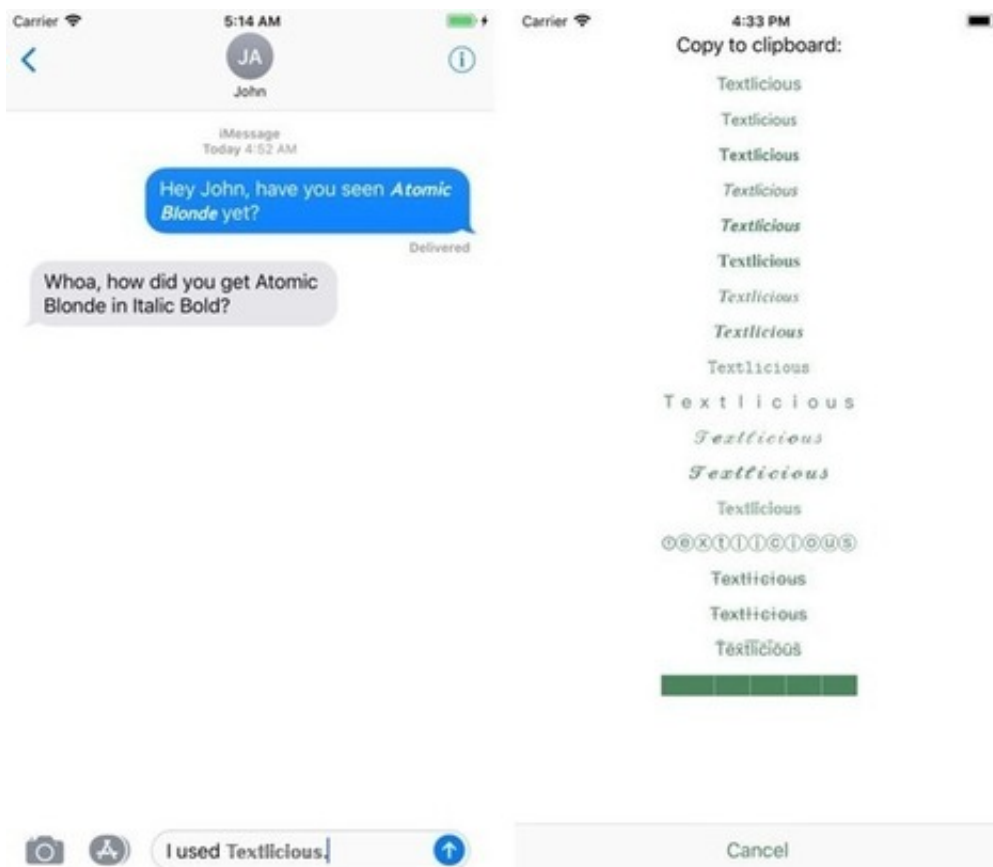 Carrier 5:14 AM
JA
John
iMessage
Today 4:52 AM
Hey John, have you seen Atomic
Blonde yet?
Delivered
Whoa, how did you get Atomic
Blonde in Italic Bold?
I used Textlicious.
Carrier 4:33 PM
Copy to clipboard:
Textlicious
Textlicious
Textlicious
Textlicious
Textlicious
Textlicious
Textlicious
Textlicious
Textlicious
Textlicious
Textlicious
Textlicious
Textlicious
ⓣⓔⓧⓣⓛⓘⓒⓘⓞⓤⓢ
Textlicious
Textlicious
Textlicious
Cancel